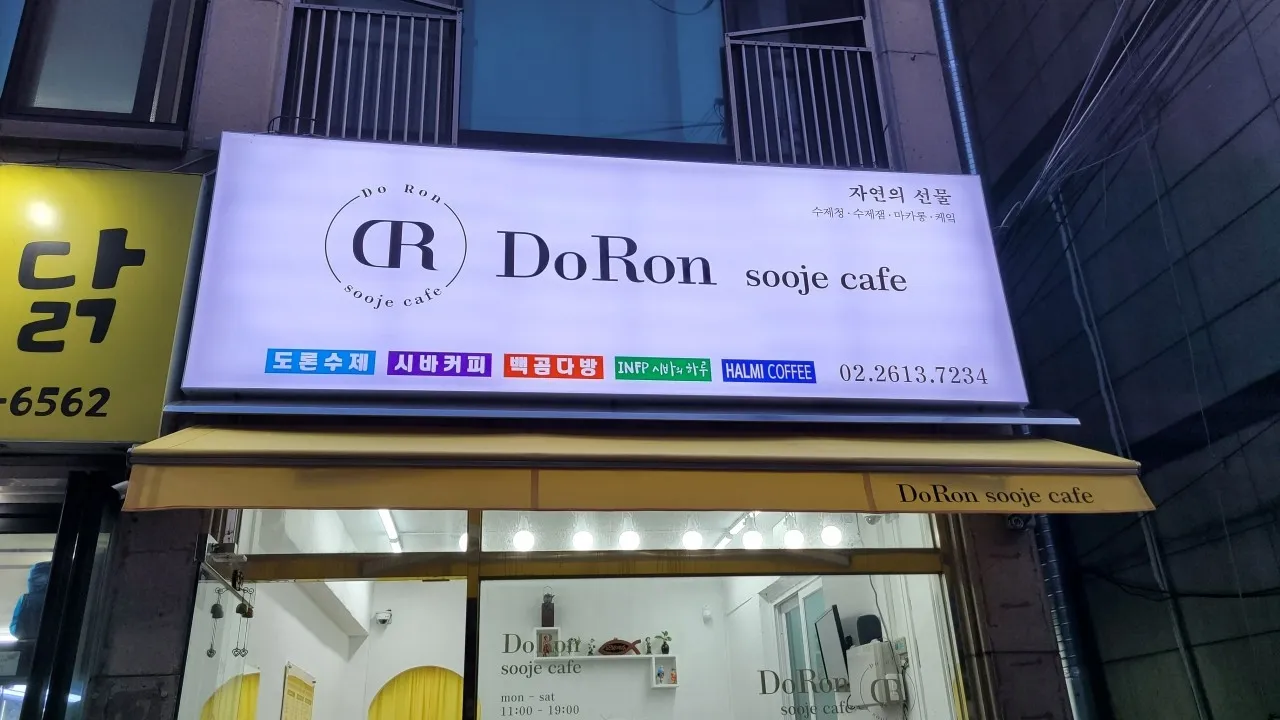 닭
-6562
Do Ron
DR
sooje cafe
DoRon sooje cafe
자연의 선물
수제청·수제잼·마카롱·케익
도론수제
시바커피
빽곰다방
INFP 시바의 하루
HALMI COFFEE
02.2613.7234
DoRon sooje cafe
DoRon
sooje cafe
mon - sat
11:00 - 19:00
DoRon
sooje cafe
DR